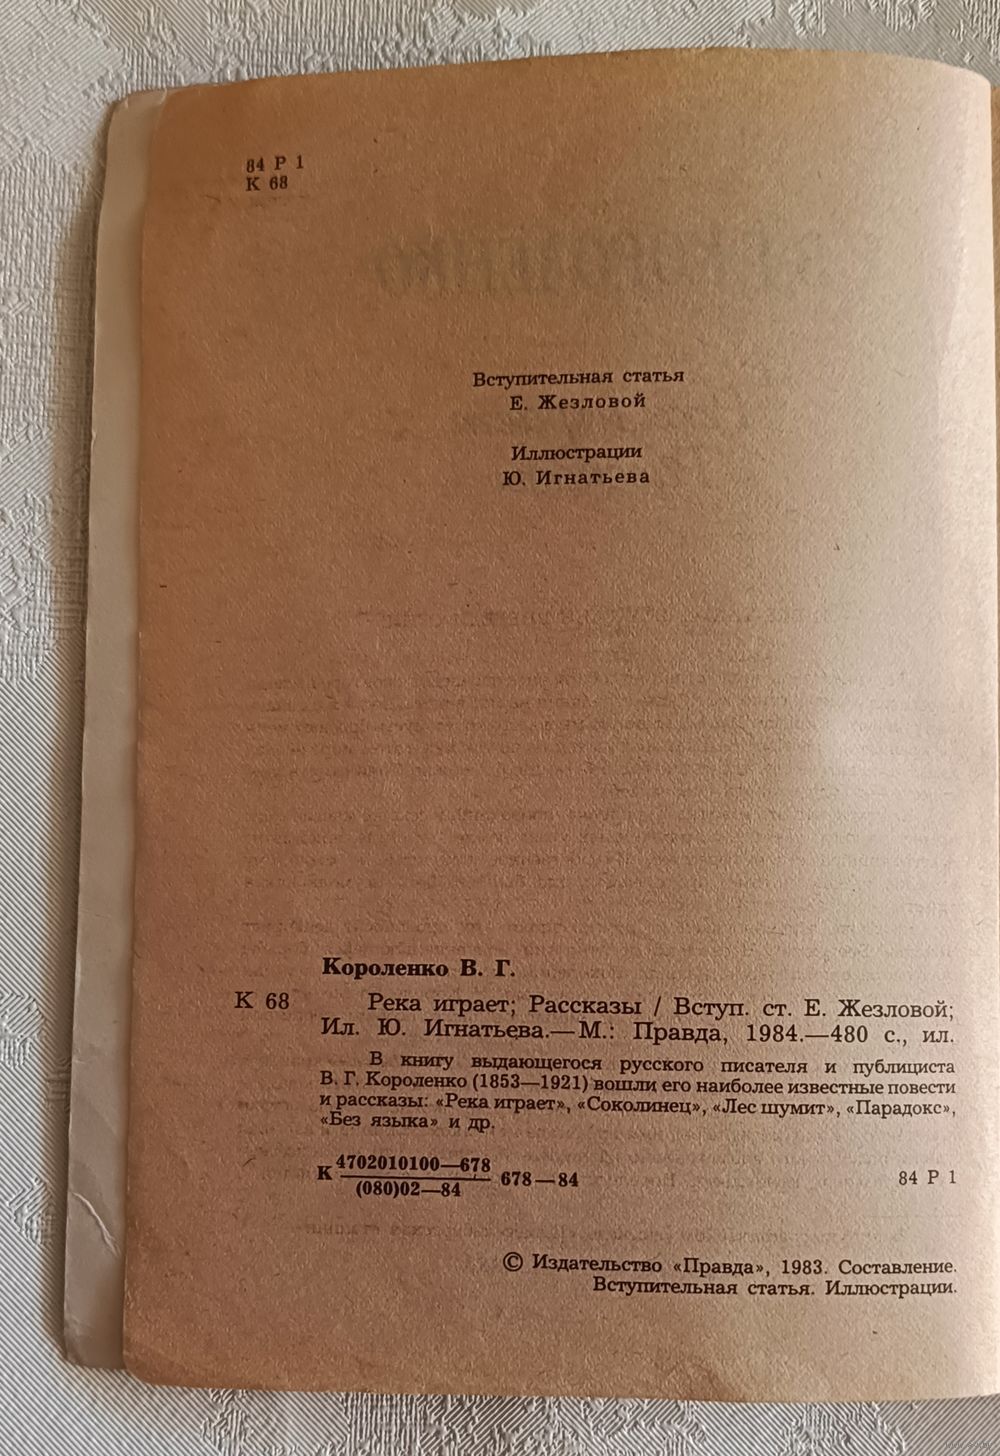 84 Р 1
К 68
Вступительная статья
Е. Жезловой
Иллюстрации
Ю. Игнатьева
Короленко В. Г.
К 68 Река играет; Рассказы / Вступ. ст. Е. Жезловой;
Ил. Ю. Игнатьева.—М.: Правда, 1984.—480 с., ил.
В книгу выдающегося русского писателя и публициста
В. Г. Короленко (1853—1921) вошли его наиболее известные повести
и рассказы: «Река играет», «Соколинец», «Лес шумит», «Парадокс»,
«Без языка» и др.
К 4702010100—678
(080)02—84
678—84
84 Р 1
© Издательство «Правда», 1983. Составление.
Вступительная статья. Иллюстрации.